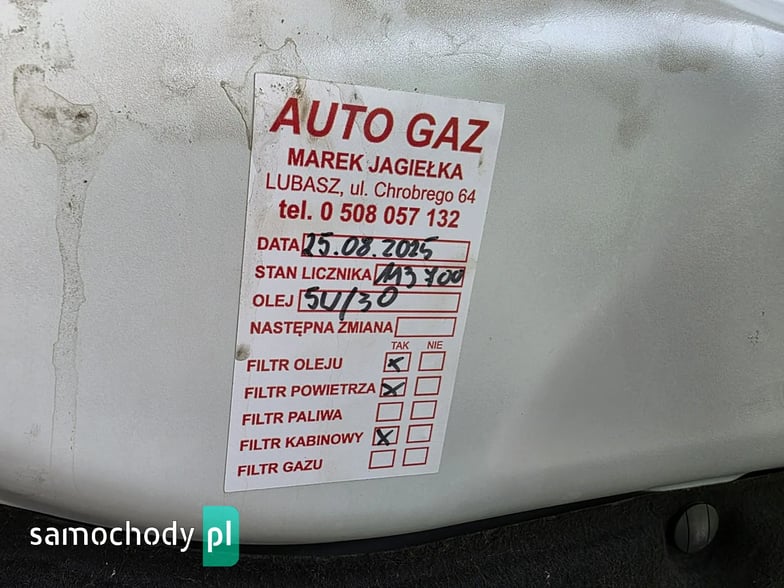 AUTO GAZ
MAREK JAGIEŁKA
LUBASZ, ul. Chrobrego 64
tel. 0 508 057 132
DATA 25.08.2025
STAN LICZNIKA 113 700
OLEJ 5W/30
NASTĘPNA ZMIANA
TAK NIE
FILTR OLEJU x
FILTR POWIETRZA x
FILTR PALIWA
FILTR KABINOWY x
FILTR GAZU
samochody pl